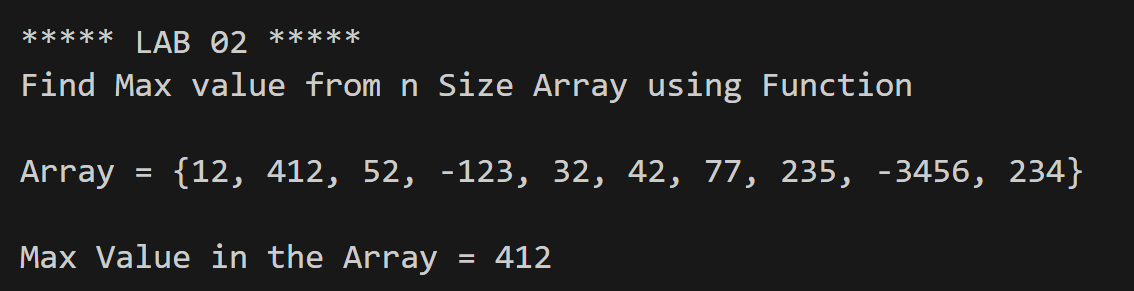 ***** LAB 02 *****
Find Max value from n Size Array using Function
Array = {12, 412, 52, -123, 32, 42, 77, 235, -3456, 234}
Max Value in the Array = 412